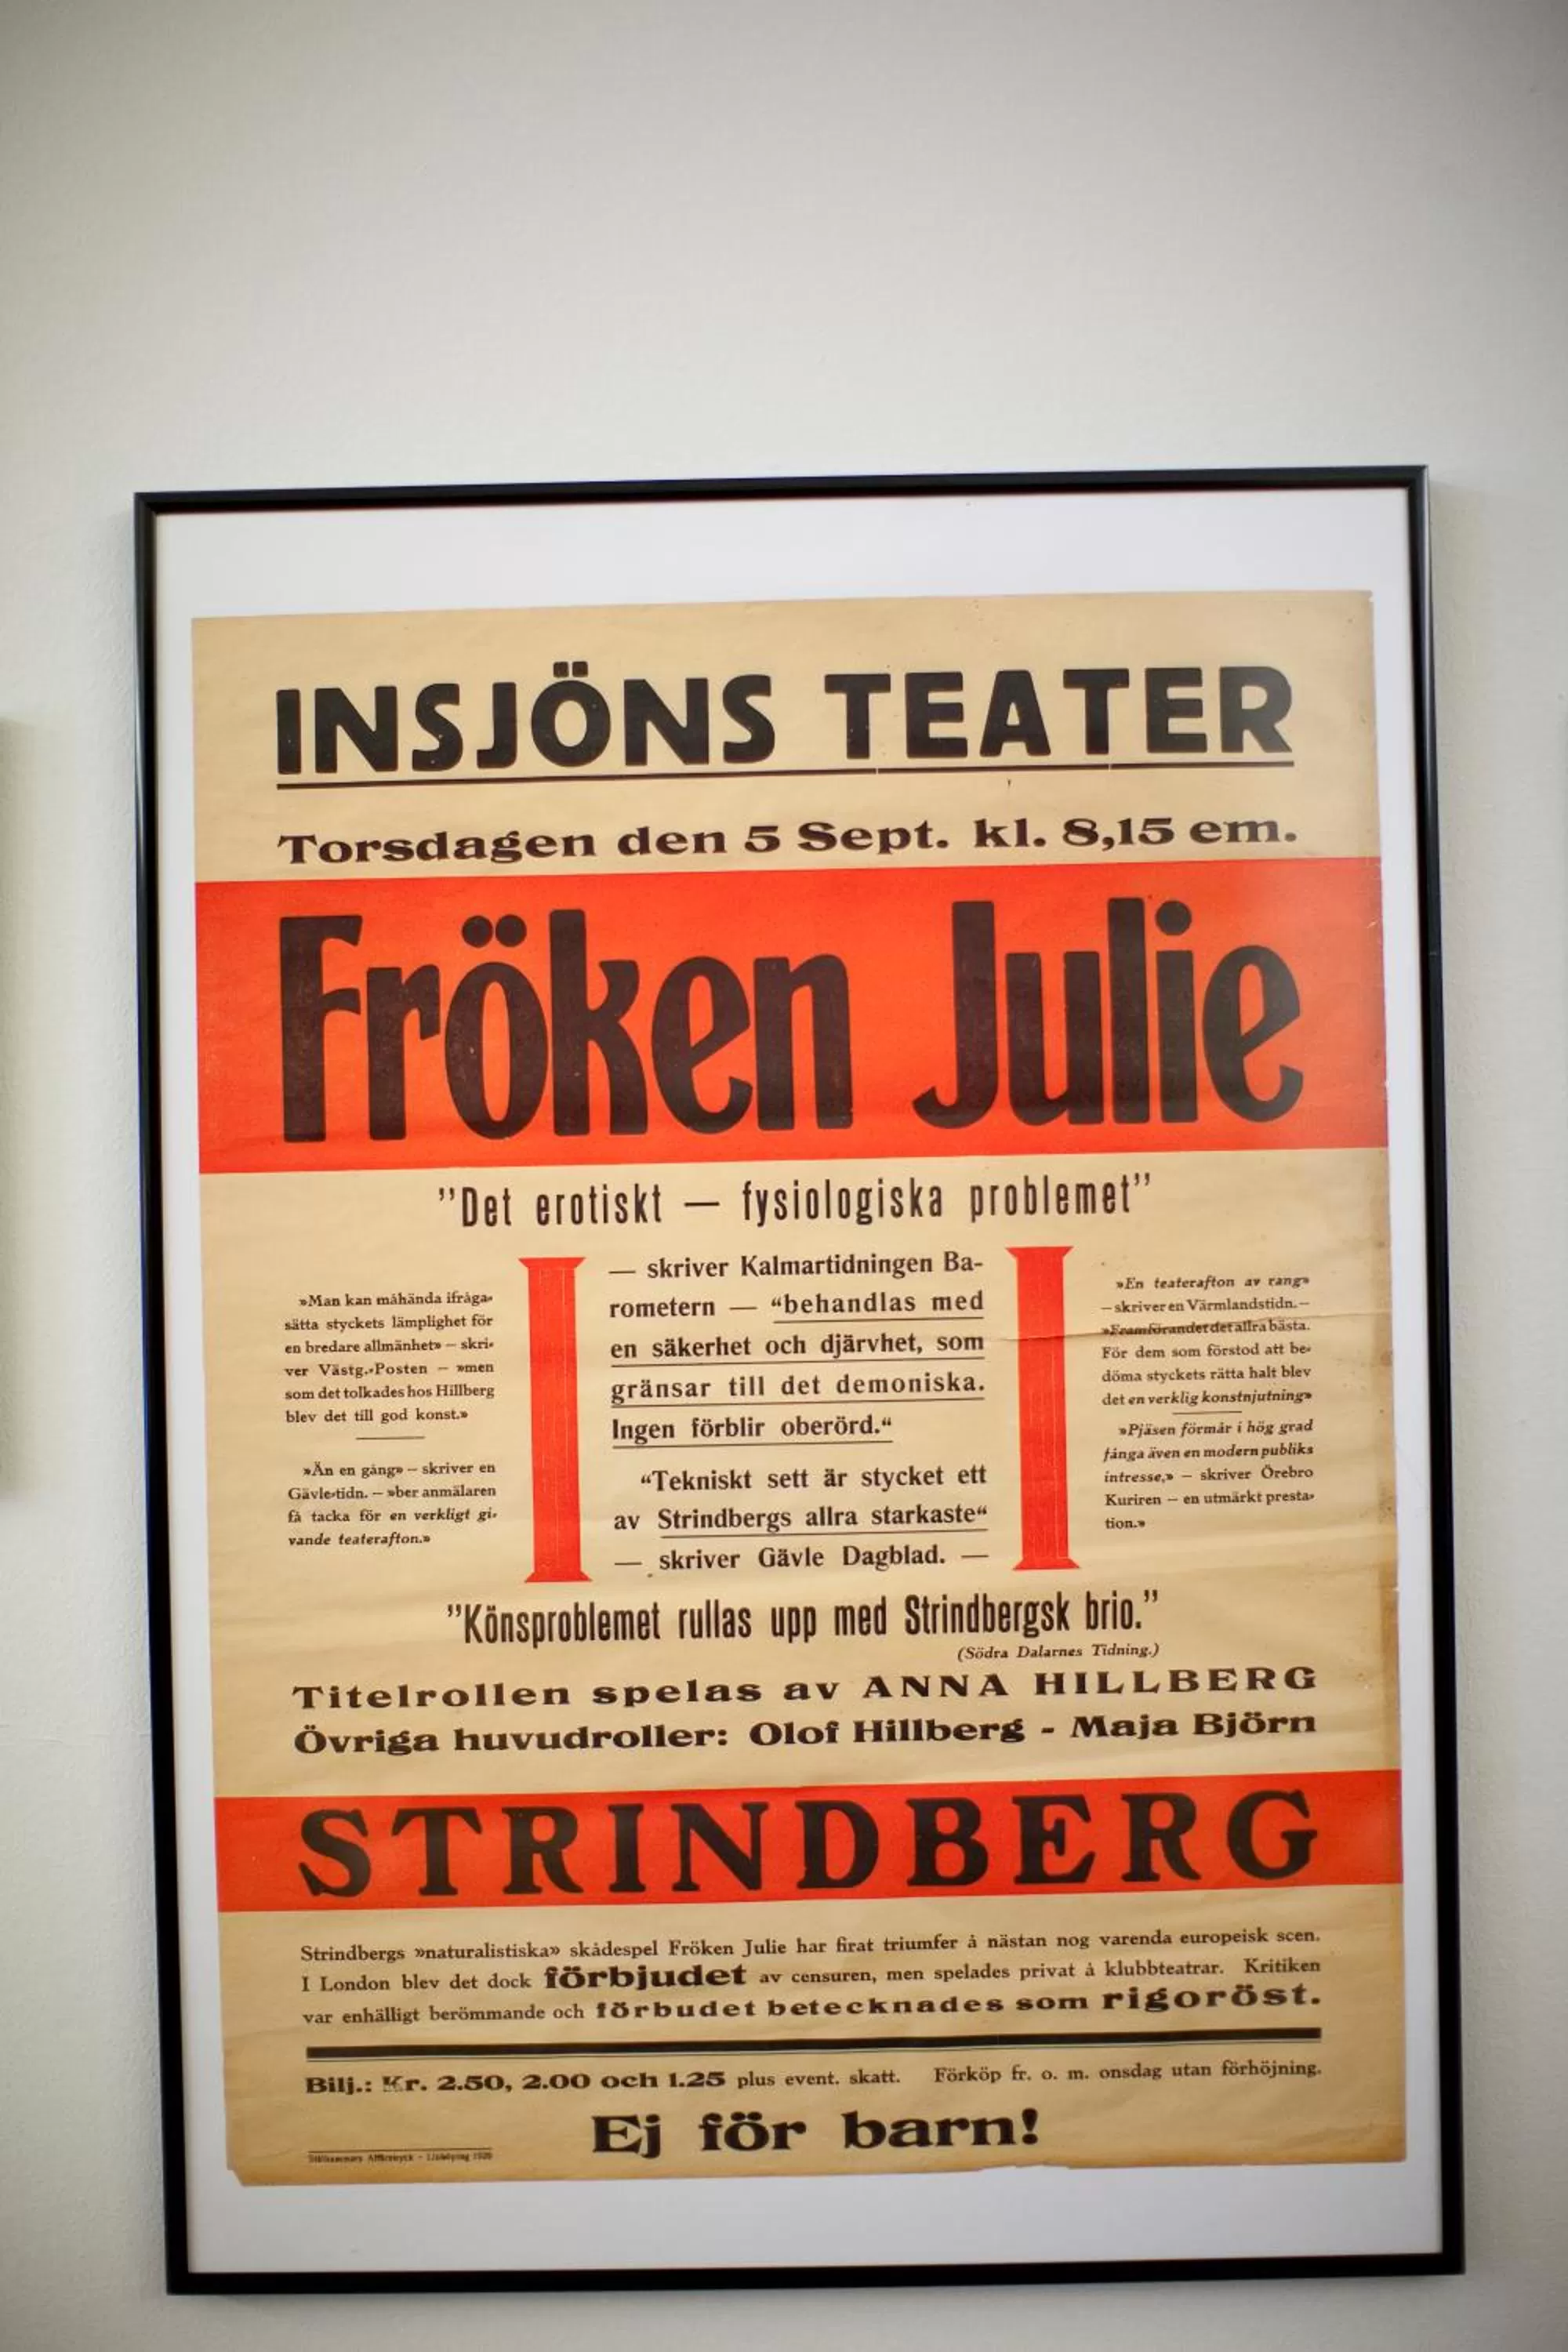 INSJÖNS TEATER
Torsdagen den 5 Sept. kl. 8,15 em.
Fröken Julie
”Det erotiskt — fysiologiska problemet”
»Man kan måhända ifråga-
sätta styckets lämplighet för
en bredare allmänhet» — skri-
ver Västg.-Posten — »men
som det tolkades hos Hillberg
blev det till god konst.»
»Än en gång» — skriver en
Gävle-tidn. — »ber anmälaren
få tacka för en verkligt gi-
vande teaterafton.»
— skriver Kalmartidningen Ba-
rometern — “behandlas med
en säkerhet och djärvhet, som
gränsar till det demoniska.
Ingen förblir oberörd.“
“Tekniskt sett är stycket ett
av Strindbergs allra starkaste“
— skriver Gävle Dagblad. —
»En teaterafton av rang»
— skriver en Värmlandstidn. —
»Framförandet det allra bästa.
För dem som förstod att be-
döma styckets rätta halt blev
det en verklig konstnjutning»
»Pjäsen förmår i hög grad
fånga även en modern publiks
intresse,» — skriver Örebro
Kuriren — en utmärkt presta-
tion.»
”Könsproblemet rullas upp med Strindbergsk brio.”
(Södra Dalarnes Tidning.)
Titelrollen spelas av ANNA HILLBERG
Övriga huvudroller: Olof Hillberg - Maja Björn
STRINDBERG
Strindbergs »naturalistiska» skådespel Fröken Julie har firat triumfer å nästan nog varenda europeisk scen.
I London blev det dock förbjudet av censuren, men spelades privat å klubbteatrar. Kritiken
var enhälligt berömmande och förbudet betecknades som rigoröst.
Bilj.: Kr. 2.50, 2.00 och 1.25 plus event. skatt. Förköp fr. o. m. onsdag utan förhöjning.
Ej för barn!